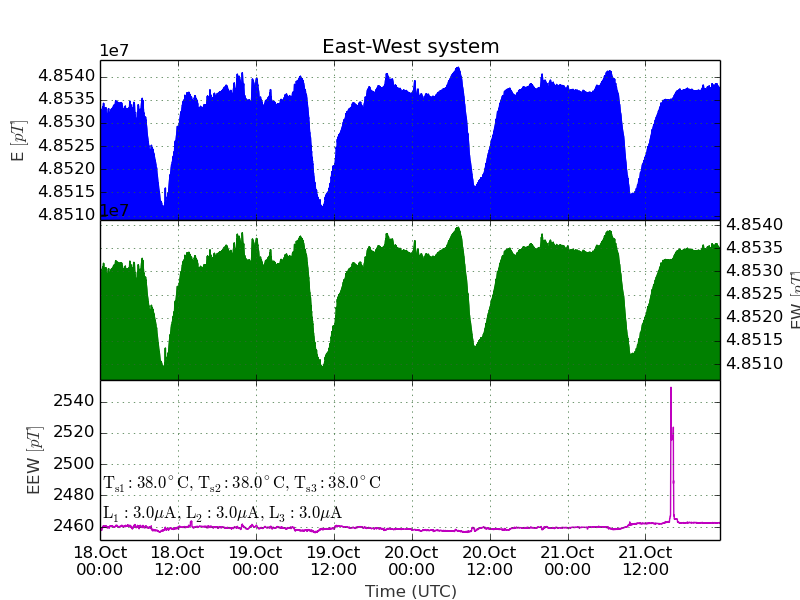 East-West system
1e7
4.8540
4.8535
4.8530
4.8525
4.8520
4.8515
4.8510
E [pT]
1e7
4.8540
4.8535
4.8530
4.8525
4.8520
4.8515
4.8510
EW [pT]
2540
2520
2500
2480
2460
EEW [pT]
T_s1 : 38.0°C, T_s2 : 38.0°C, T_s3 : 38.0°C
L_1 : 3.0μA, L_2 : 3.0μA, L_3 : 3.0μA
18.Oct 18.Oct 19.Oct 19.Oct 20.Oct 20.Oct 21.Oct 21.Oct
00:00 12:00 00:00 12:00 00:00 12:00 00:00 12:00
Time (UTC)